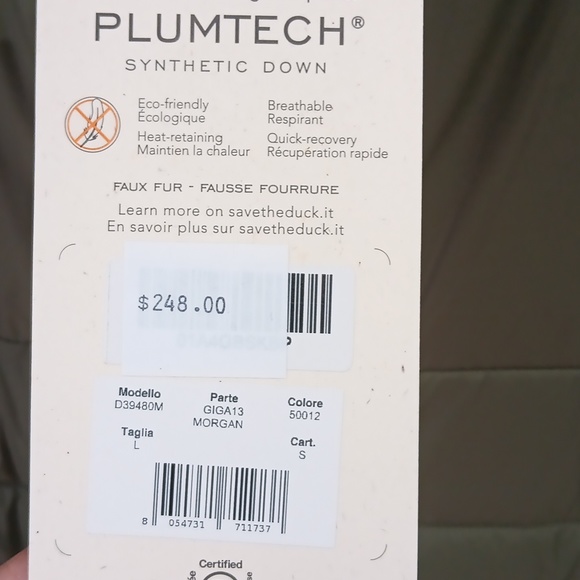 PLUMTECH®
SYNTHETIC DOWN
Eco-friendly
Écologique
Breathable
Respirant
Heat-retaining
Maintien la chaleur
Quick-recovery
Récupération rapide
FAUX FUR - FAUSSE FOURRURE
Learn more on savetheduck.it
En savoir plus sur savetheduck.it
$248.00
P
Modello
D39480M
Parte
GIGA13
MORGAN
Colore
50012
Taglia
L
Cart.
S
8 054731 711737
Certified